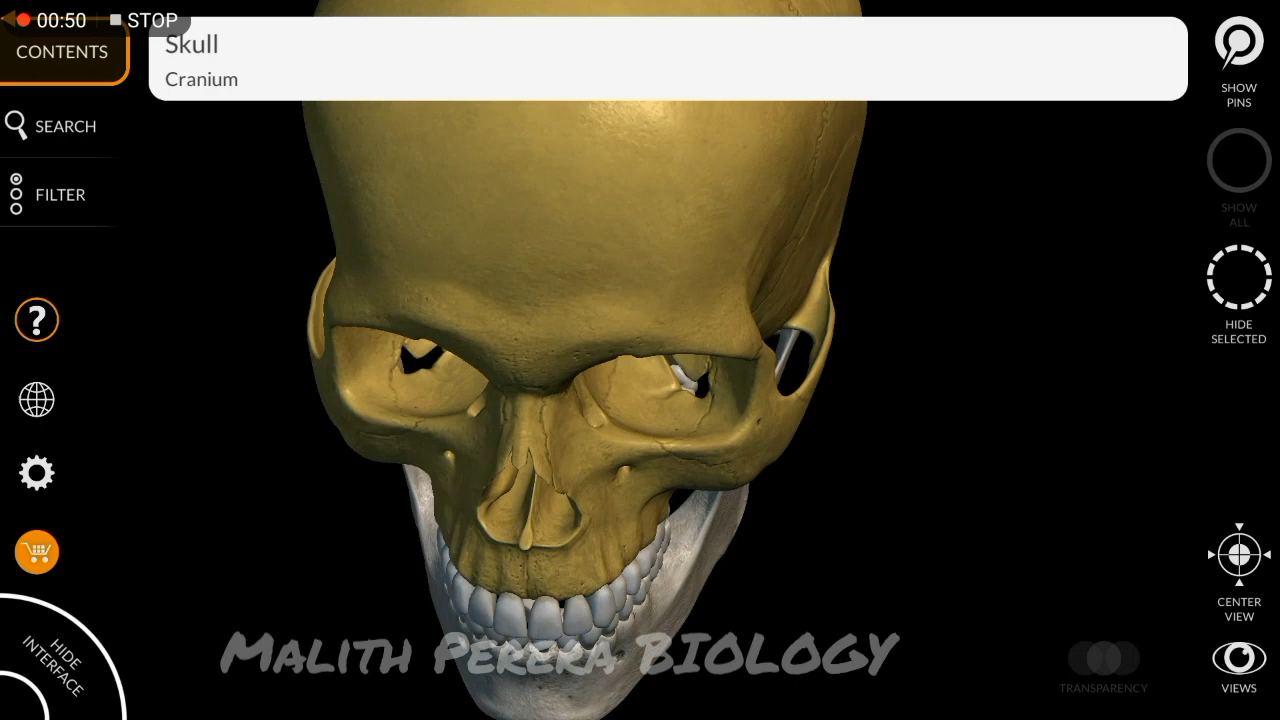 00:50 STOP
CONTENTS
Skull
Cranium
SEARCH
FILTER
?
HIDE
INTERFACE
SHOW
PINS
SHOW
ALL
HIDE
SELECTED
CENTER
VIEW
TRANSPARENCY
VIEWS
MALITH PERERA BIOLOGY